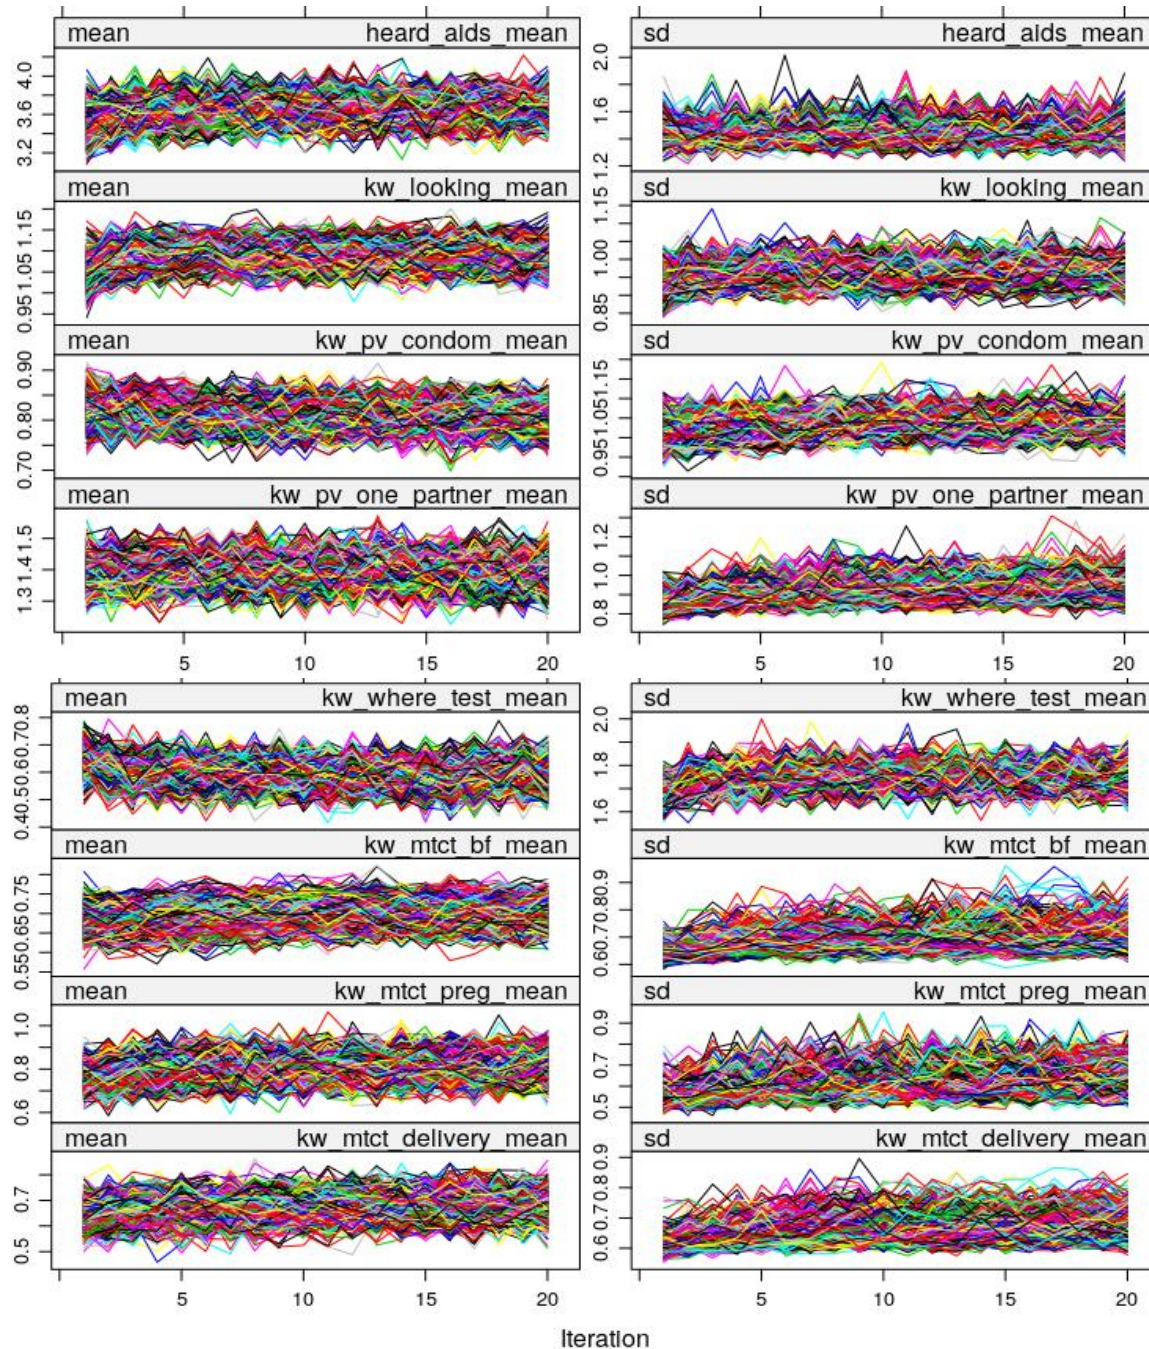 mean heard_aids_mean
sd heard_aids_mean
3.2 3.6 4.0
1.2 1.6 2.0
mean kw_looking_mean
sd kw_looking_mean
0.95 1.05 1.15
0.85 1.00 1.15
mean kw_pv_condom_mean
sd kw_pv_condom_mean
0.70 0.80 0.90
0.95 1.05 1.15
mean kw_pv_one_partner_mean
sd kw_pv_one_partner_mean
1.3 1.4 1.5
0.8 1.0 1.2
5 10 15 20
5 10 15 20
mean kw_where_test_mean
sd kw_where_test_mean
0.4 0.5 0.6 0.7 0.8
1.6 1.8 2.0
mean kw_mtct_bf_mean
sd kw_mtct_bf_mean
0.55 0.65 0.75
0.6 0.7 0.8 0.9
mean kw_mtct_preg_mean
sd kw_mtct_preg_mean
0.6 0.8 1.0
0.5 0.7 0.9
mean kw_mtct_delivery_mean
sd kw_mtct_delivery_mean
0.5 0.7
0.6 0.7 0.8 0.9
5 10 15 20
5 10 15 20
Iteration